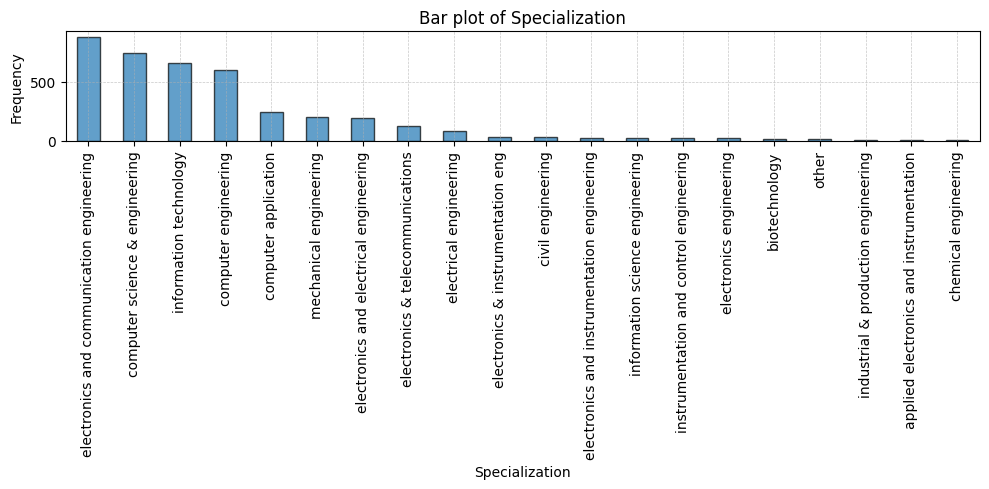 Bar plot of Specialization
Frequency
500
0
electronics and communication engineering
computer science & engineering
information technology
computer engineering
computer application
mechanical engineering
electronics and electrical engineering
electronics & telecommunications
electrical engineering
electronics & instrumentation eng
civil engineering
electronics and instrumentation engineering
information science engineering
instrumentation and control engineering
electronics engineering
biotechnology
other
industrial & production engineering
applied electronics and instrumentation
chemical engineering
Specialization